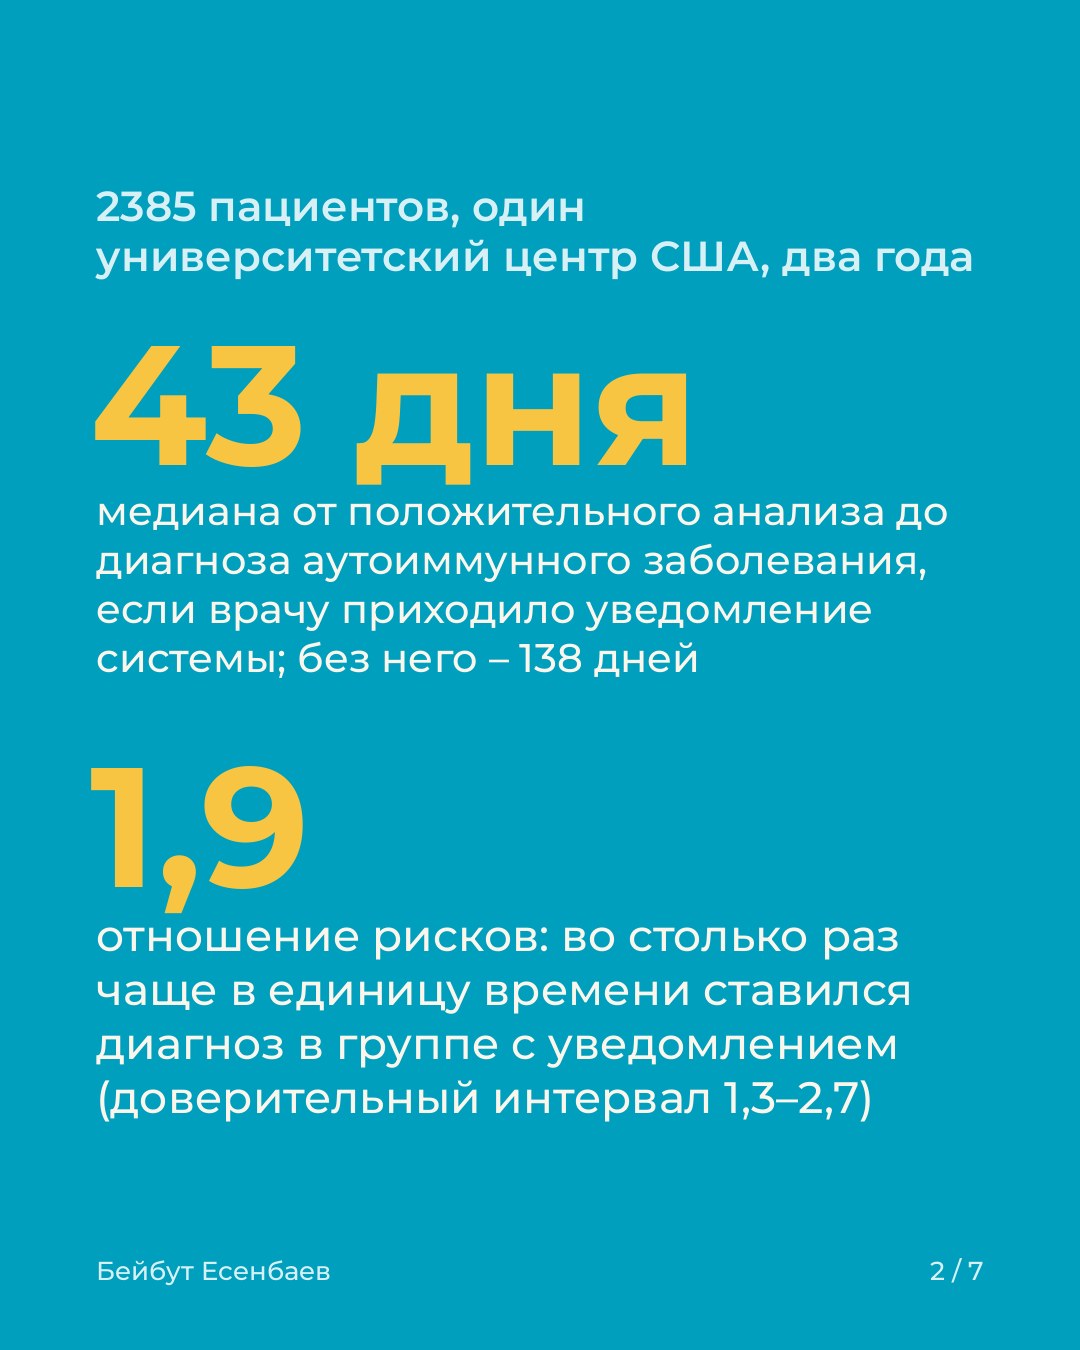 2385 пациентов, один
университетский центр США, два года
43 дня
медиана от положительного анализа до
диагноза аутоиммунного заболевания,
если врачу приходило уведомление
системы; без него – 138 дней
1,9
отношение рисков: во столько раз
чаще в единицу времени ставился
диагноз в группе с уведомлением
(доверительный интервал 1,3–2,7)
Бейбут Есенбаев
2 / 7